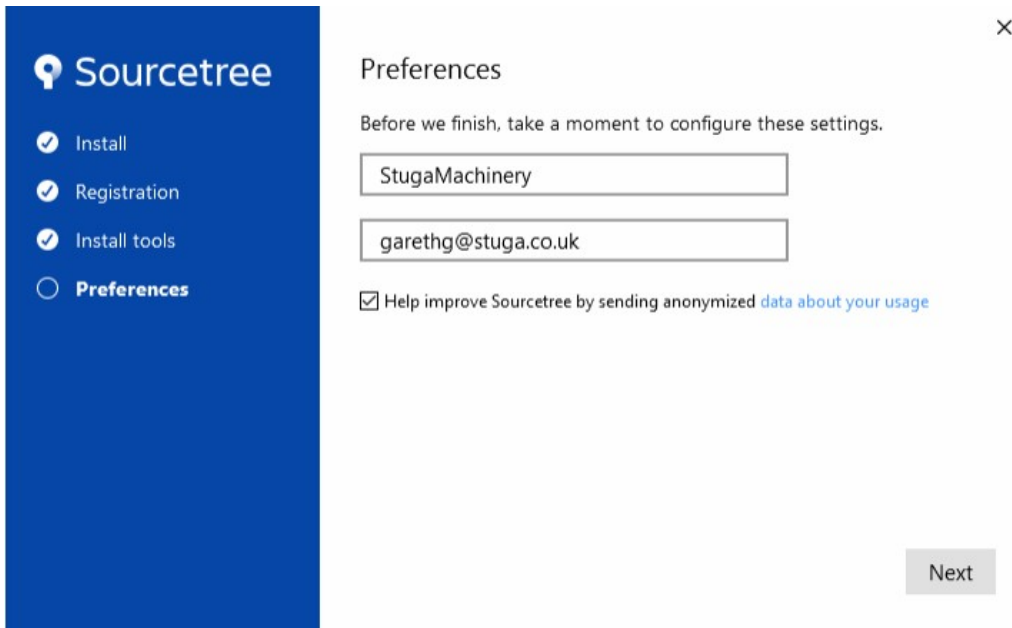 Sourcetree
Install
Registration
Install tools
Preferences
Preferences
Before we finish, take a moment to configure these settings.
StugaMachinery
garethg@stuga.co.uk
Help improve Sourcetree by sending anonymized data about your usage
Next